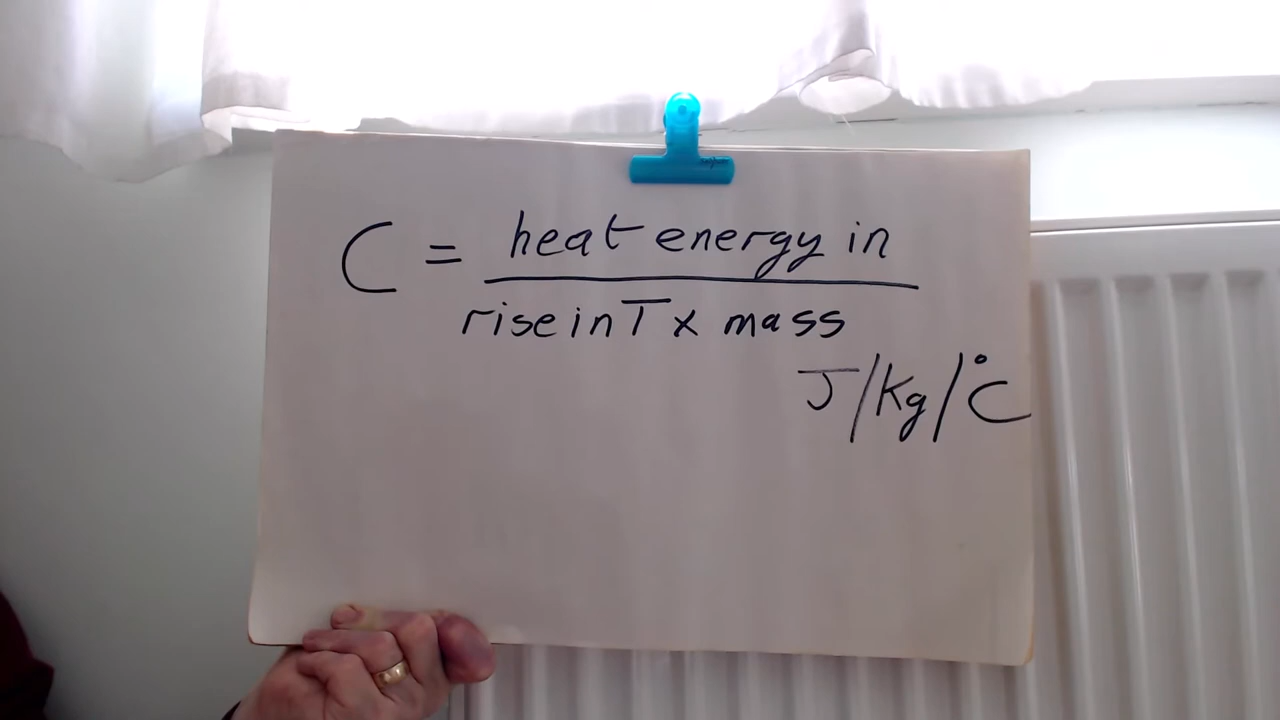 C = heat energy in
rise in T x mass
J/kg/°C